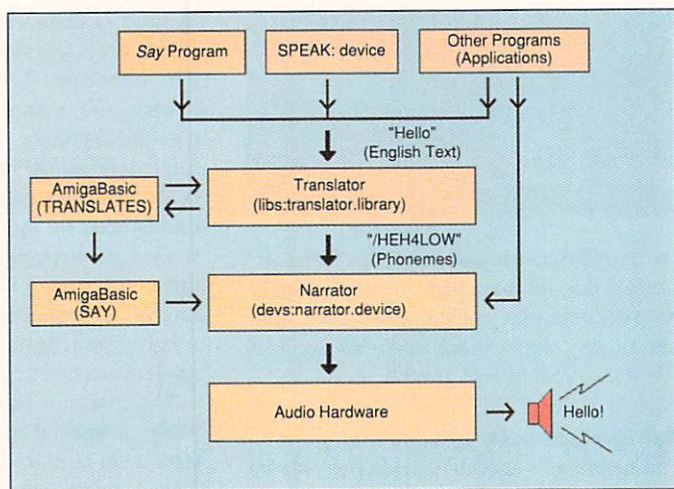 Say Program
SPEAK: device
Other Programs
(Applications)
"Hello"
(English Text)
AmigaBasic
(TRANSLATES)
Translator
(libs:translator.library)
"/HEH4LOW"
(Phonemes)
AmigaBasic
(SAY)
Narrator
(devs:narrator.device)
Audio Hardware
Hello!